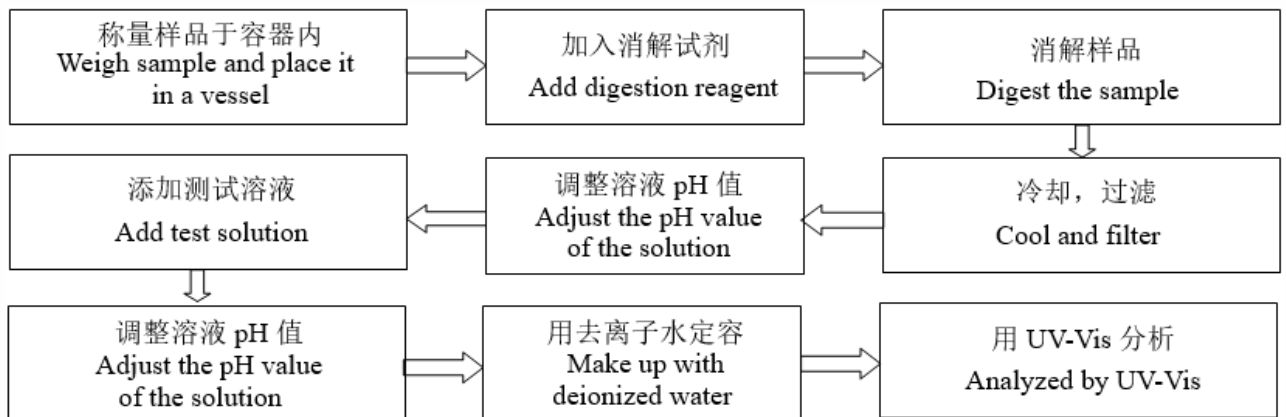 称量样品于容器内
Weigh sample and place it
in a vessel
加入消解试剂
Add digestion reagent
消解样品
Digest the sample
冷却，过滤
Cool and filter
调整溶液 pH 值
Adjust the pH value
of the solution
添加测试溶液
Add test solution
调整溶液 pH 值
Adjust the pH value
of the solution
用去离子水定容
Make up with
deionized water
用 UV-Vis 分析
Analyzed by UV-Vis